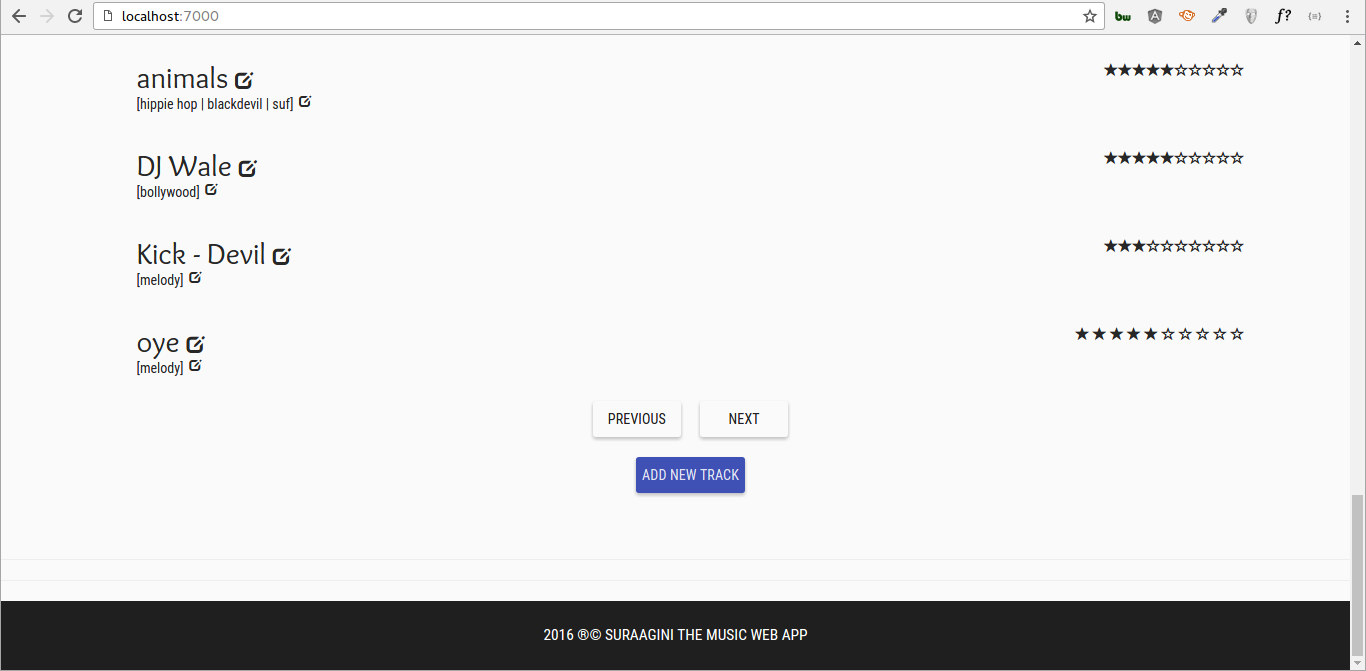 localhost:7000
bw A f? {≡}
animals ★★★★★☆☆☆☆☆
[hippie hop | blackdevil | suf]
DJ Wale ★★★★★☆☆☆☆☆
[bollywood]
Kick - Devil ★★★☆☆☆☆☆☆☆
[melody]
oye ★★★★★☆☆☆☆☆
[melody]
PREVIOUS NEXT
ADD NEW TRACK
2016 ®© SURAAGINI THE MUSIC WEB APP